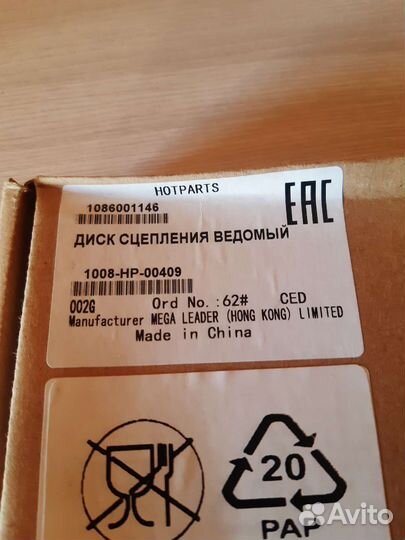 HOTPARTS
EAC
1086001146
ДИСК СЦЕПЛЕНИЯ ВЕДОМЫЙ
1008-HP-00409
002G Ord No.:62# CED
Manufacturer MEGA LEADER (HONG KONG) LIMITED
Made in China
20
PAP
Avito